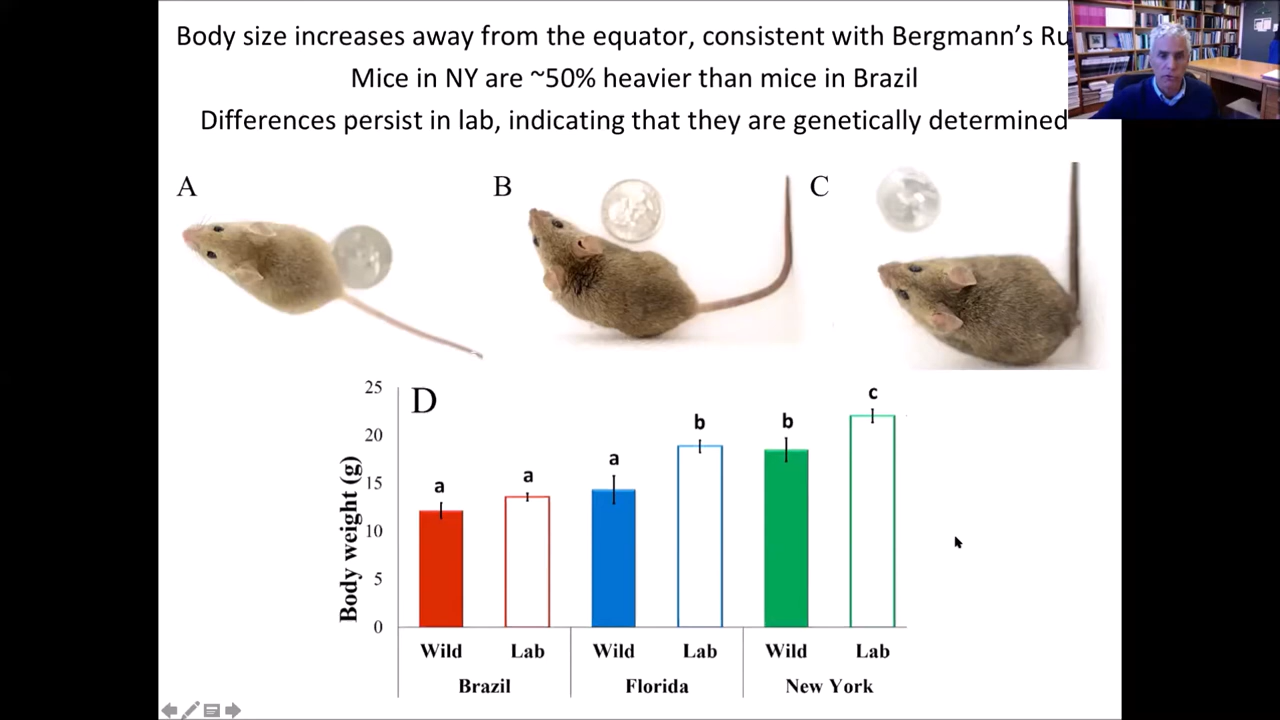 Body size increases away from the equator, consistent with Bergmann's Ru
Mice in NY are ~50% heavier than mice in Brazil
Differences persist in lab, indicating that they are genetically determined
A
B
C
D
Body weight (g)
25
20
15
10
5
0
a
a
a
b
b
c
Wild
Lab
Wild
Lab
Wild
Lab
Brazil
Florida
New York